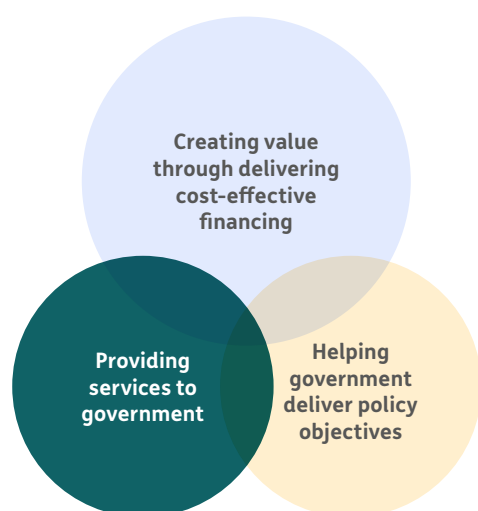 Creating value
through delivering
cost-effective
financing
Providing
services to
government
Helping
government
deliver policy
objectives